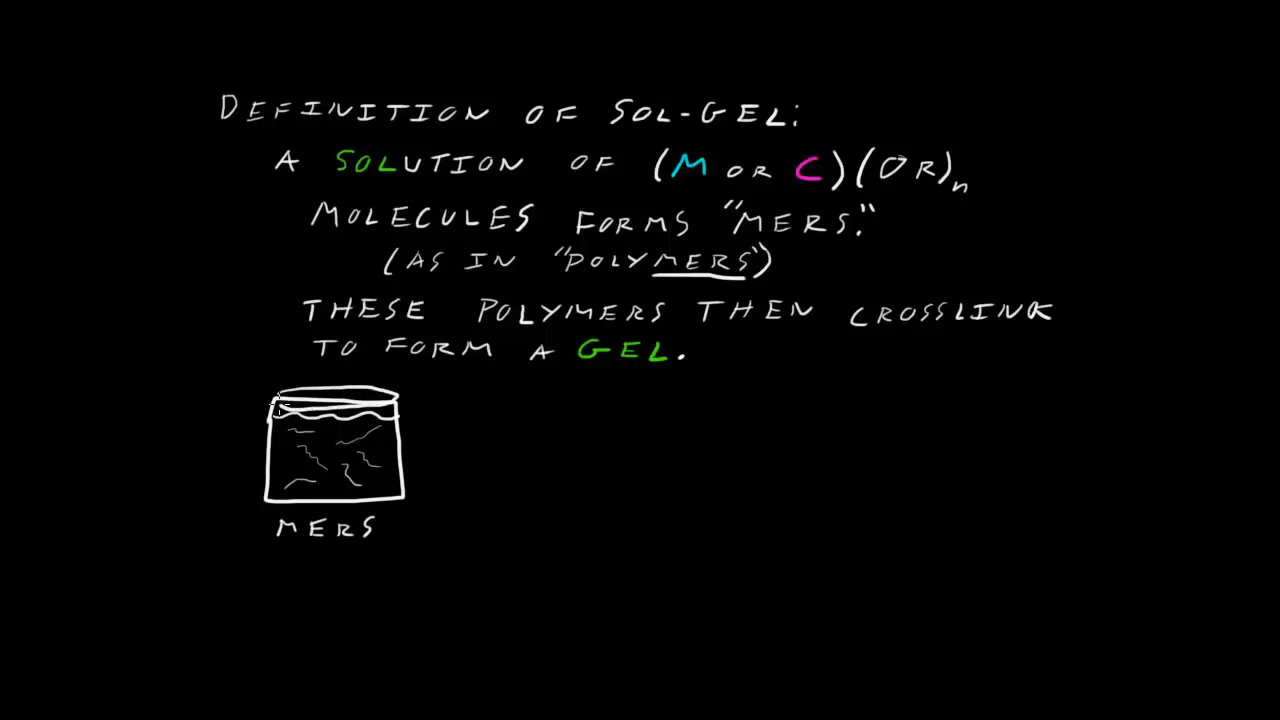 DEFINITION OF SOL-GEL:
A SOLUTION OF (M OR C)(OR)n
MOLECULES FORMS "MERS."
(AS IN "POLYMERS")
THESE POLYMERS THEN CROSSLINK
TO FORM A GEL.
MERS